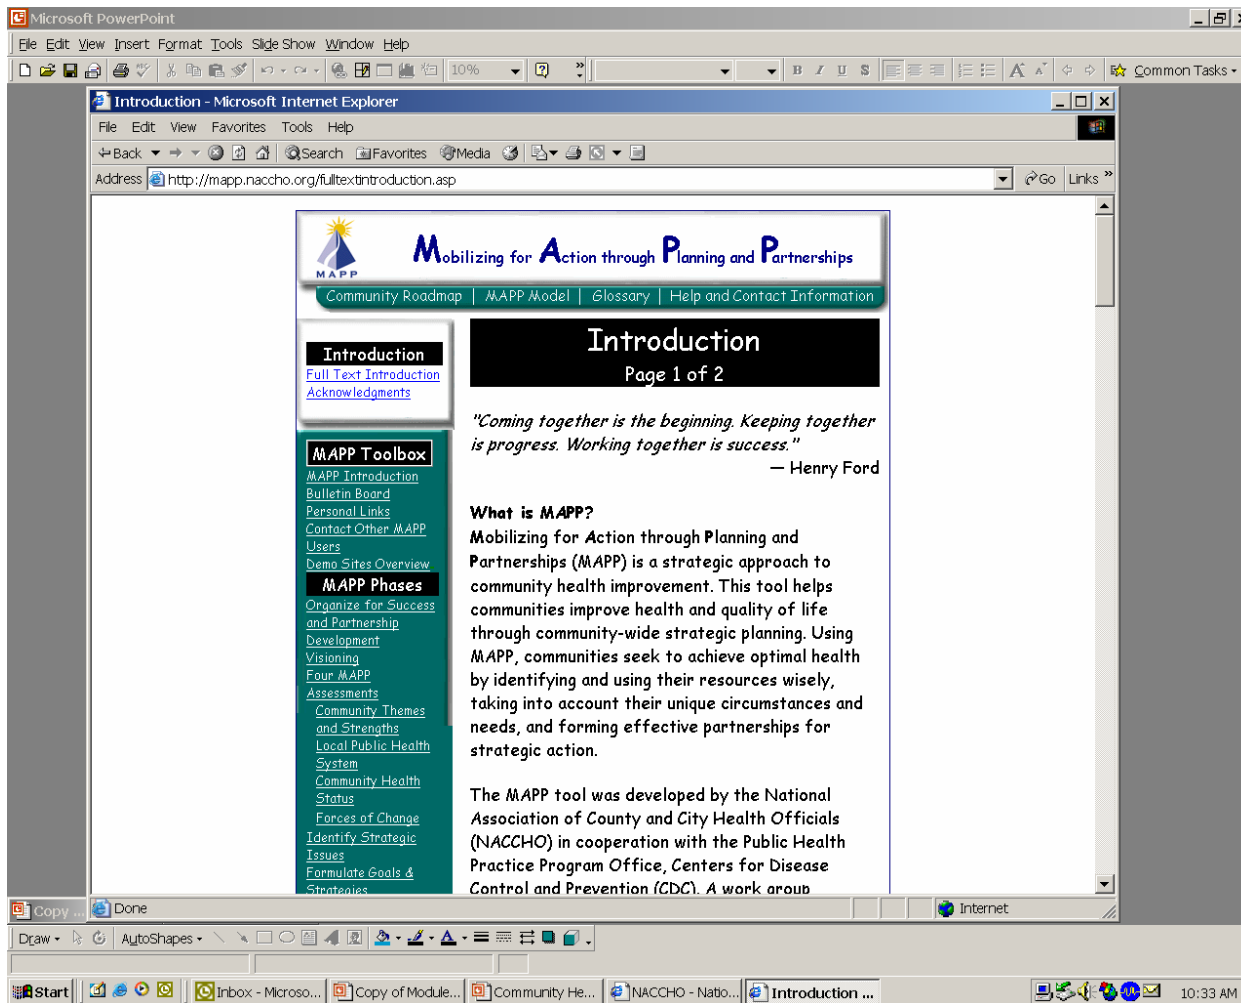 Microsoft PowerPoint
File Edit View Insert Format Tools Slide Show Window Help
10%
B I U S
A A
Common Tasks
Introduction - Microsoft Internet Explorer
File Edit View Favorites Tools Help
Back Search Favorites Media
Address http://mapp.naccho.org/fulltextintroduction.asp Go Links »
MAPP
Mobilizing for Action through Planning and Partnerships
Community Roadmap | MAPP Model | Glossary | Help and Contact Information
Introduction
Full Text Introduction
Acknowledgments
MAPP Toolbox
MAPP Introduction
Bulletin Board
Personal Links
Contact Other MAPP
Users
Demo Sites Overview
MAPP Phases
Organize for Success
and Partnership
Development
Visioning
Four MAPP
Assessments
Community Themes
and Strengths
Local Public Health
System
Community Health
Status
Forces of Change
Identify Strategic
Issues
Formulate Goals &
Strategies
Introduction
Page 1 of 2
"Coming together is the beginning. Keeping together
is progress. Working together is success."
— Henry Ford
What is MAPP?
Mobilizing for Action through Planning and
Partnerships (MAPP) is a strategic approach to
community health improvement. This tool helps
communities improve health and quality of life
through community-wide strategic planning. Using
MAPP, communities seek to achieve optimal health
by identifying and using their resources wisely,
taking into account their unique circumstances and
needs, and forming effective partnerships for
strategic action.
The MAPP tool was developed by the National
Association of County and City Health Officials
(NACCHO) in cooperation with the Public Health
Practice Program Office, Centers for Disease
Control and Prevention (CDC). A work group
Copy ...
Done Internet
Draw AutoShapes A
Start Inbox - Microso... Copy of Module... Community He... NACCHO - Natio... Introduction ... 10:33 AM